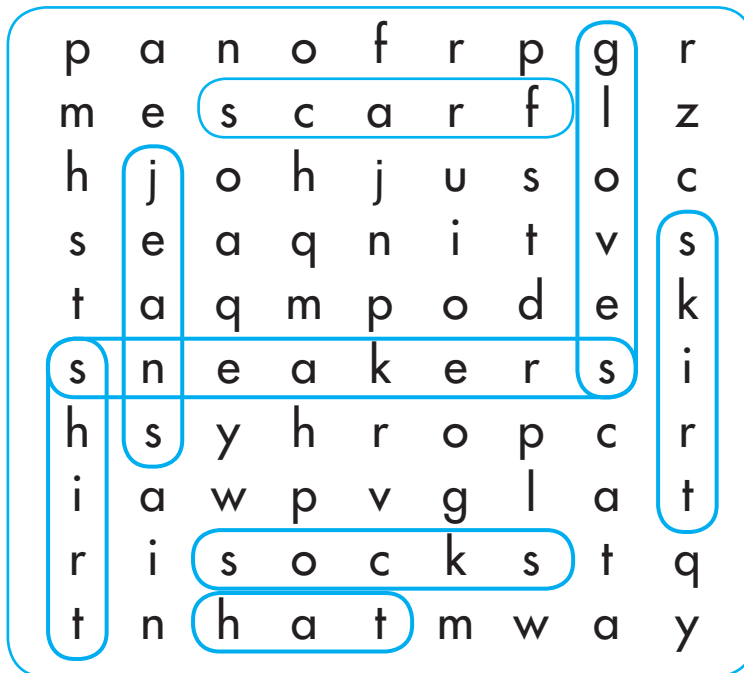 p a n o f r p g r
m e s c a r f l z
h j o h j u s o c
s e a q n i t v s
t a q m p o d e k
s n e a k e r s i
h s y h r o p c r
i a w p v g l a t
r i s o c k s t q
t n h a t m w a y